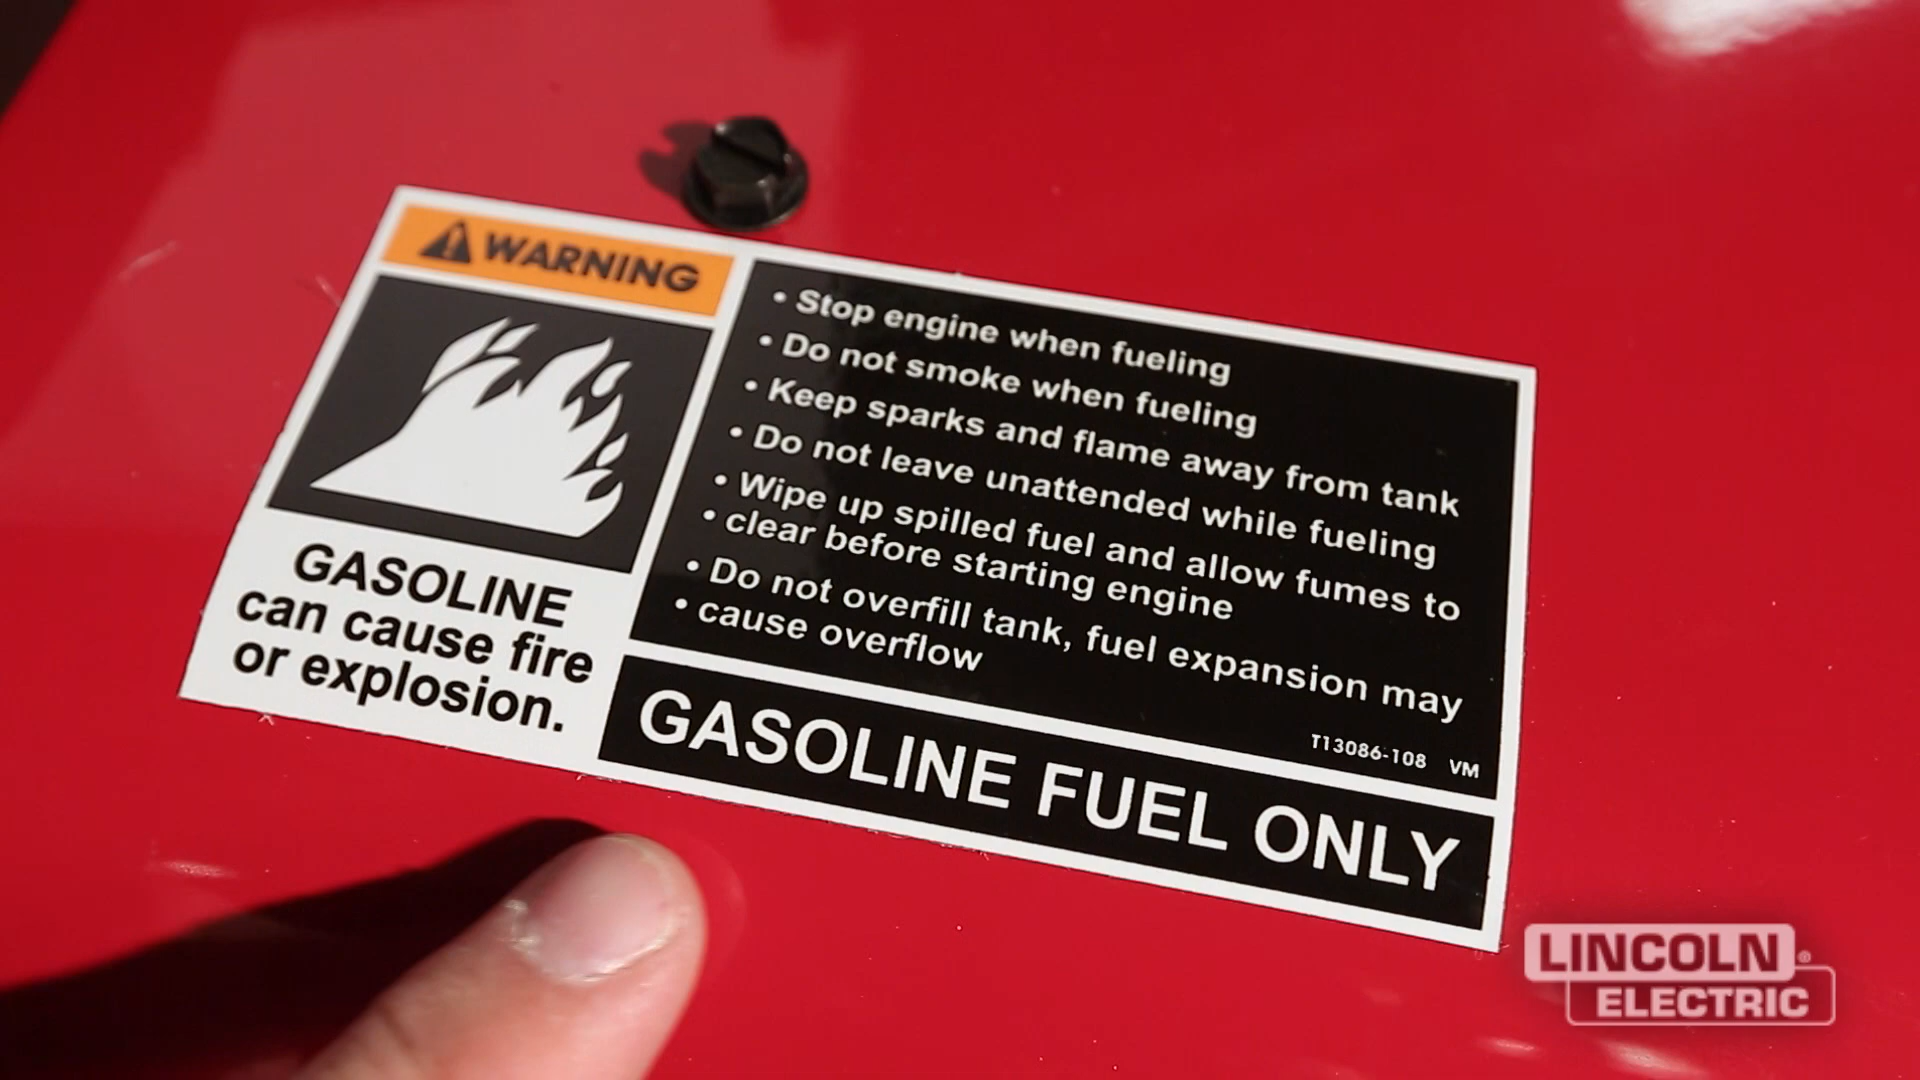 WARNING
GASOLINE
can cause fire
or explosion.
• Stop engine when fueling
• Do not smoke when fueling
• Keep sparks and flame away from tank
• Do not leave unattended while fueling
• Wipe up spilled fuel and allow fumes to
• clear before starting engine
• Do not overfill tank, fuel expansion may
• cause overflow
T13086-108 VM
GASOLINE FUEL ONLY
LINCOLN ®
ELECTRIC